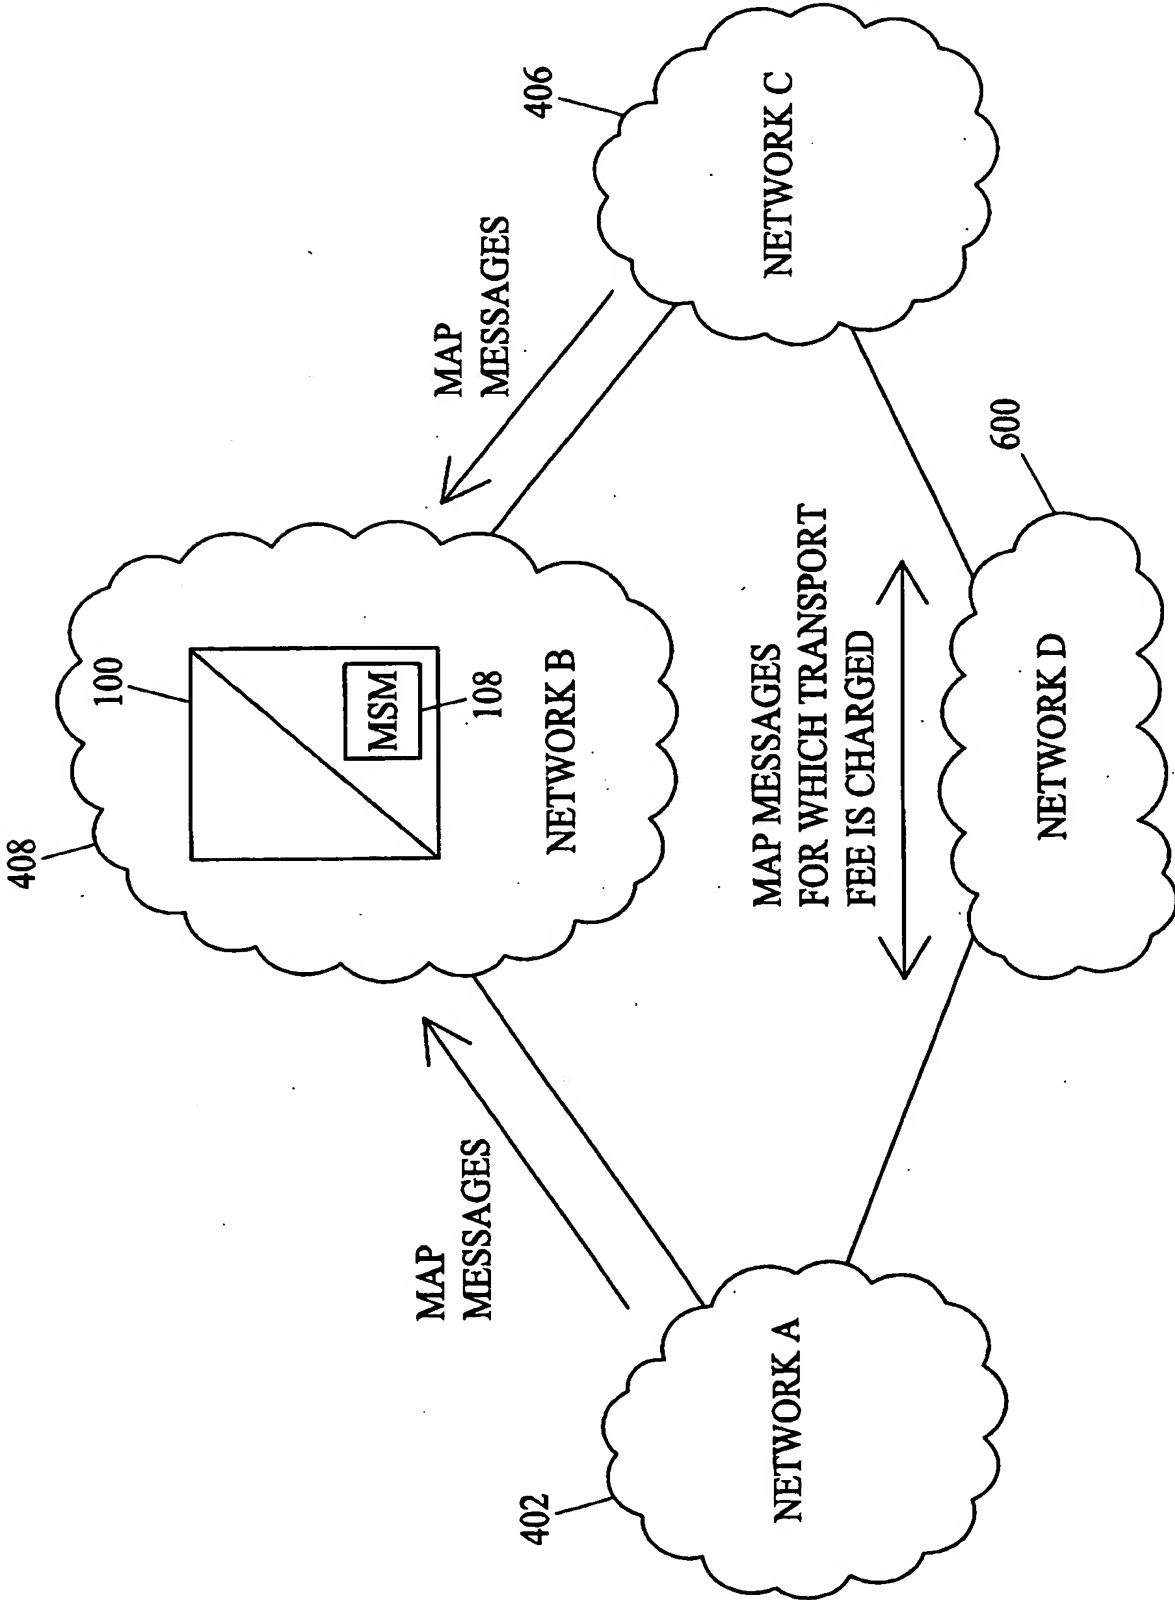 408
100
MSM
108
NETWORK B
MAP
MESSAGES
MAP
MESSAGES
402
406
NETWORK A
NETWORK C
MAP MESSAGES
FOR WHICH TRANSPORT
FEE IS CHARGED
600
NETWORK D